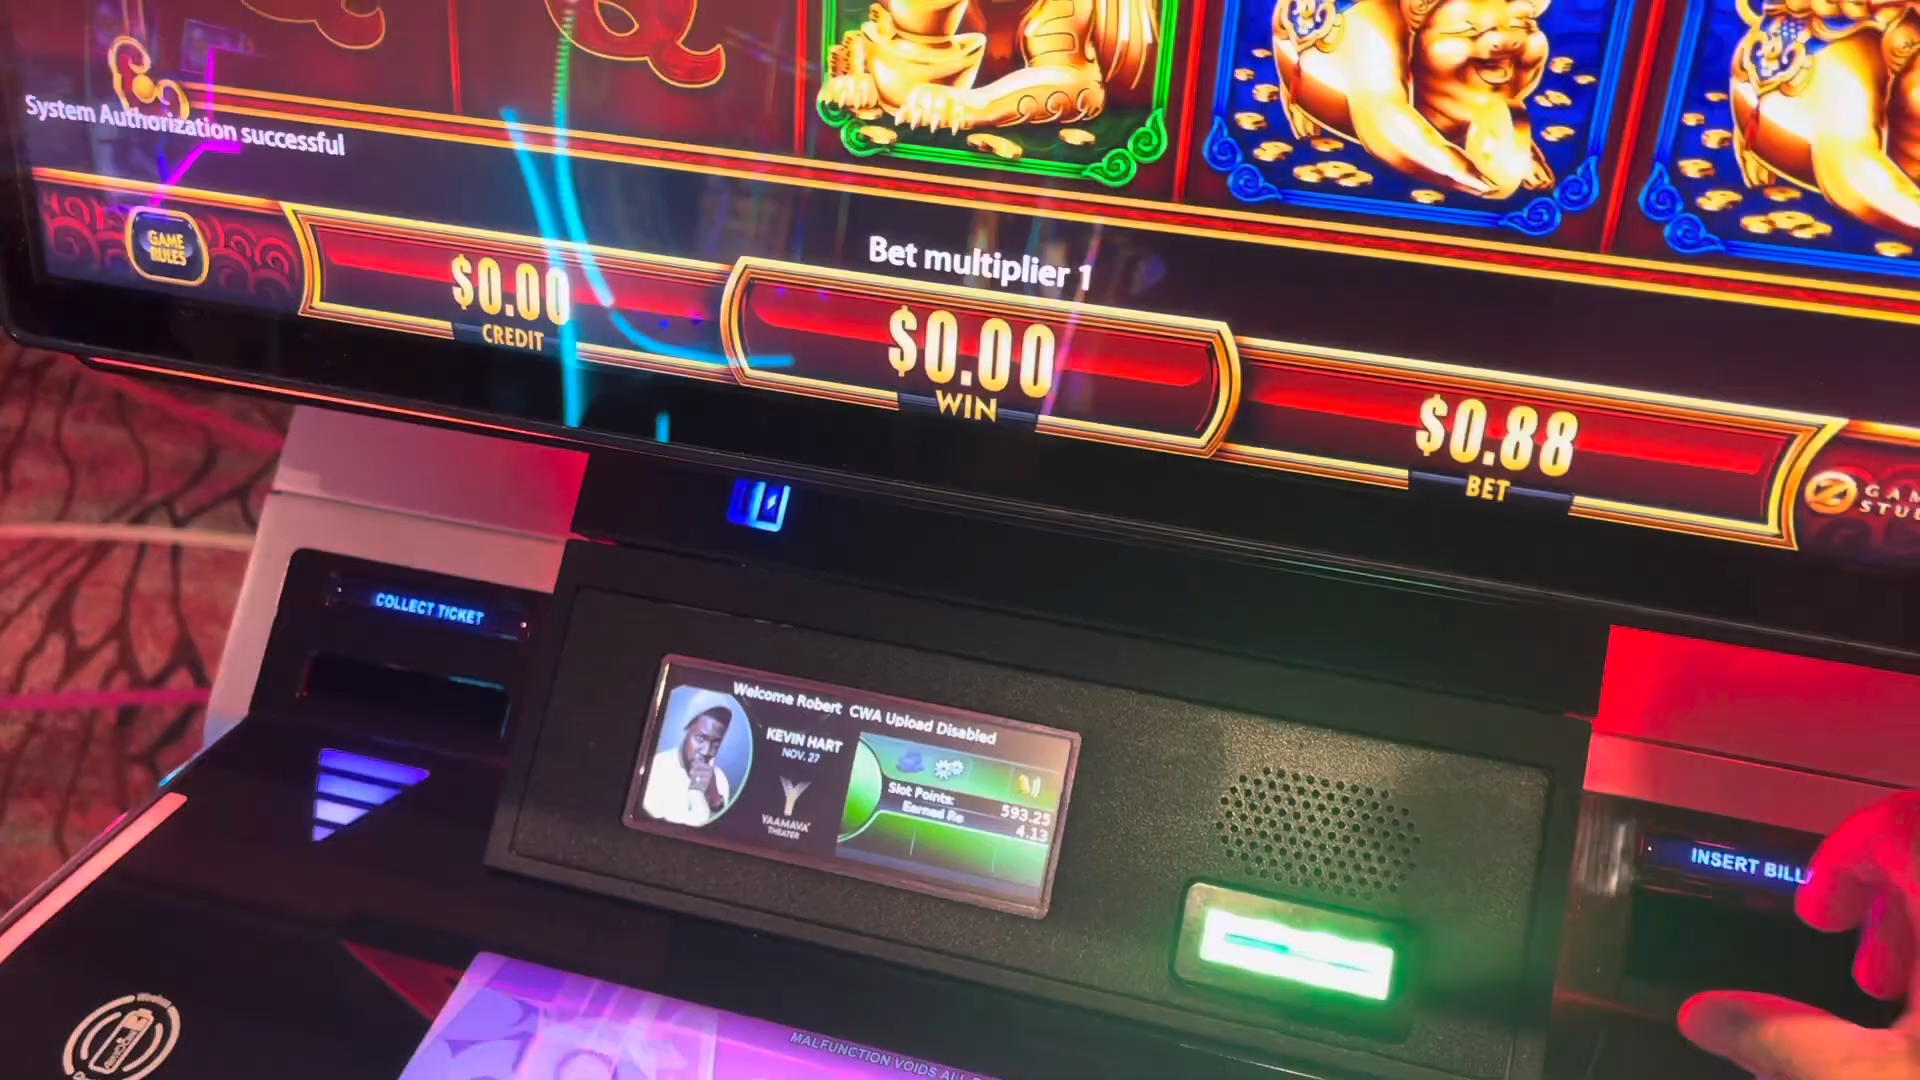 Q
System Authorization successful
GAME
RULES
Bet multiplier 1
$0.00
CREDIT
$0.00
WIN
$0.88
BET
COLLECT TICKET
Welcome Robert CWA Upload Disabled
KEVIN HART
NOV. 27
YAAMAVA'
THEATER
Slot Points: 593.25
Earned Re 4.13
INSERT BILL
MALFUNCTION VOIDS ALL